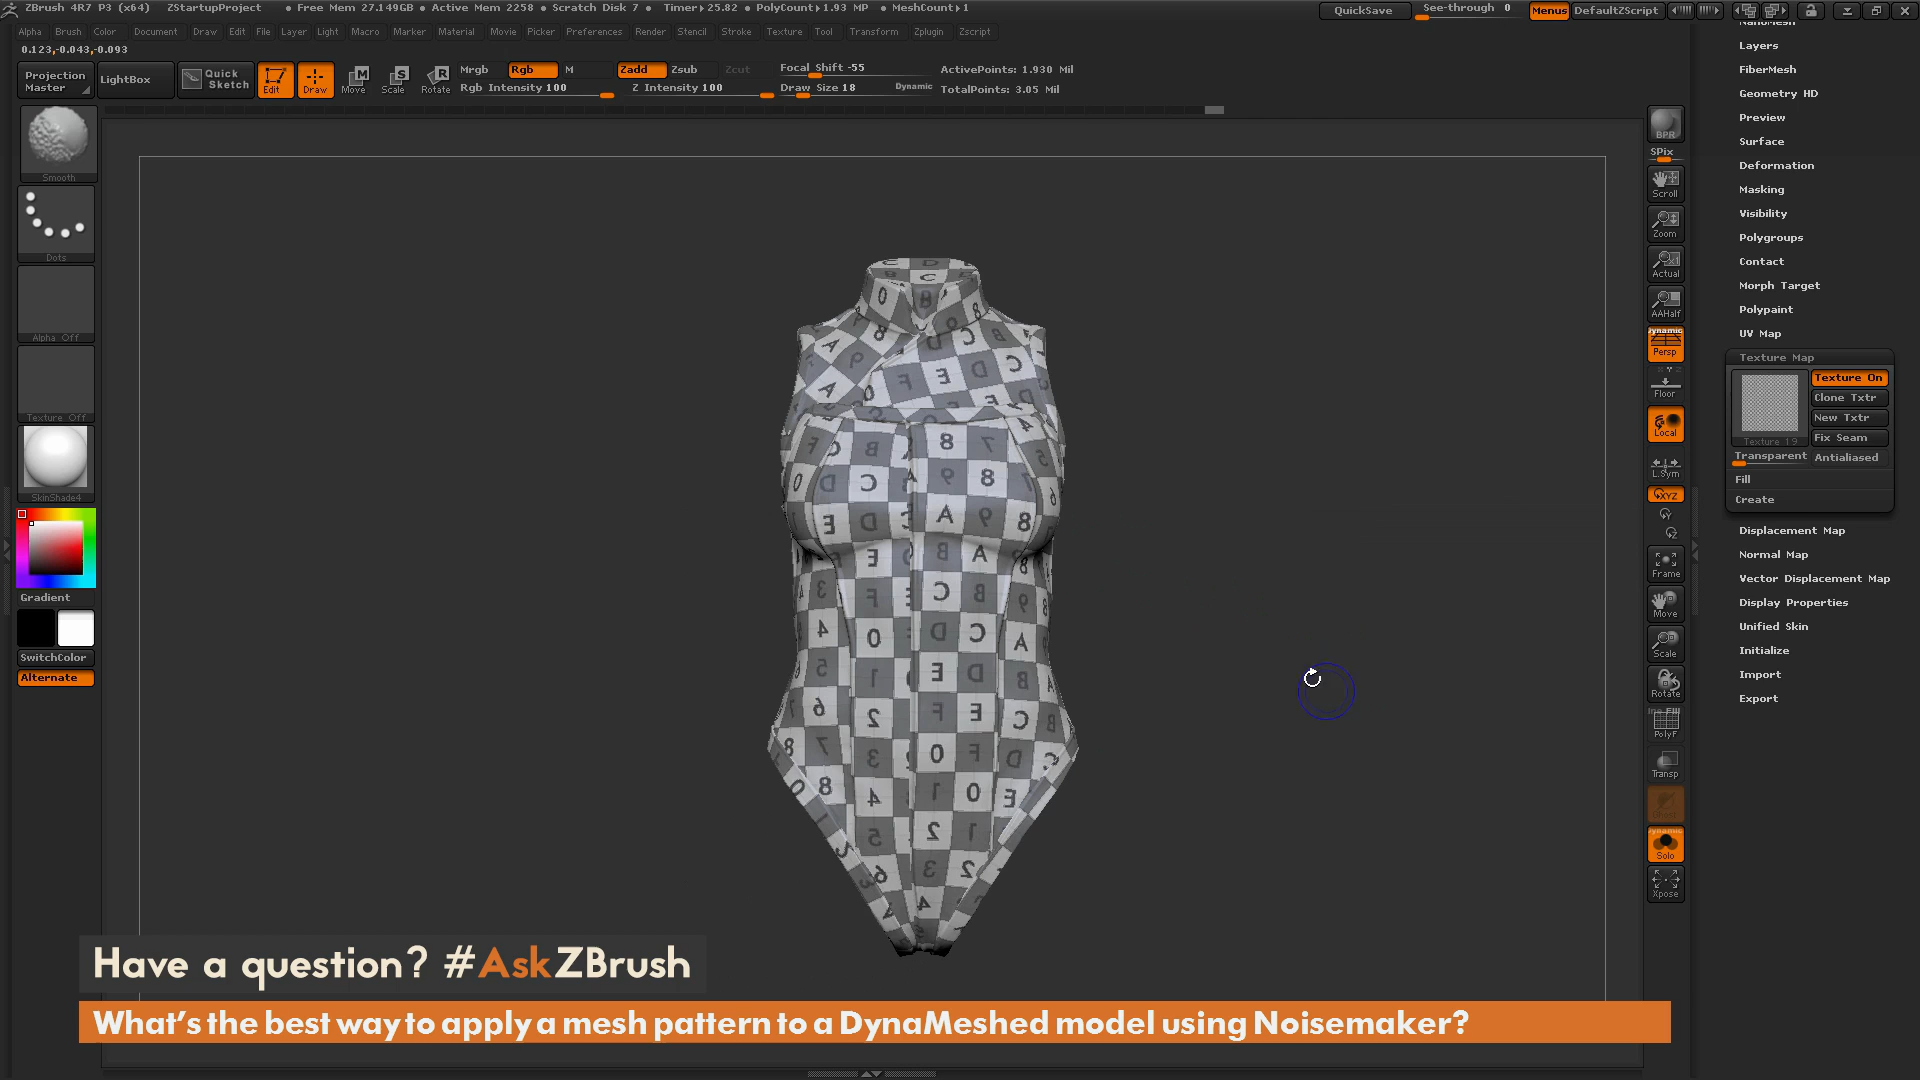 ZBrush 4R7 P3 (x64) ZStartupProject • Free Mem 27.149GB • Active Mem 2258 • Scratch Disk 7 • Timer▸25.82 • PolyCount▸1.93 MP • MeshCount▸1 QuickSave See-through 0 Menus DefaultZScript
Alpha Brush Color Document Draw Edit File Layer Light Macro Marker Material Movie Picker Preferences Render Stencil Stroke Texture Tool Transform Zplugin Zscript
0.123,-0.043,-0.093
Projection Master
LightBox
Quick Sketch
Edit
Draw
Move
Scale
Rotate
Mrgb Rgb M
Rgb Intensity 100
Zadd Zsub Zcut
Z Intensity 100
Focal Shift -55
Draw Size 18
Dynamic
ActivePoints: 1.930 Mil
TotalPoints: 3.05 Mil
Smooth
Dots
Alpha Off
Texture Off
SkinShade4
Gradient
SwitchColor
Alternate
BPR
SPix
Scroll
Zoom
Actual
AAHalf
Dynamic
Persp
Floor
Local
L.Sym
XYZ
Frame
Move
Scale
Rotate
PolyF
Transp
Dynamic
Solo
Xpose
Layers
FiberMesh
Geometry HD
Preview
Surface
Deformation
Masking
Visibility
Polygroups
Contact
Morph Target
Polypaint
UV Map
Texture Map
Texture On
Clone Txtr
New Txtr
Fix Seam
Texture 19
Transparent Antialiased
Fill
Create
Displacement Map
Normal Map
Vector Displacement Map
Display Properties
Unified Skin
Initialize
Import
Export
Have a question? #AskZBrush
What's the best way to apply a mesh pattern to a DynaMeshed model using Noisemaker?